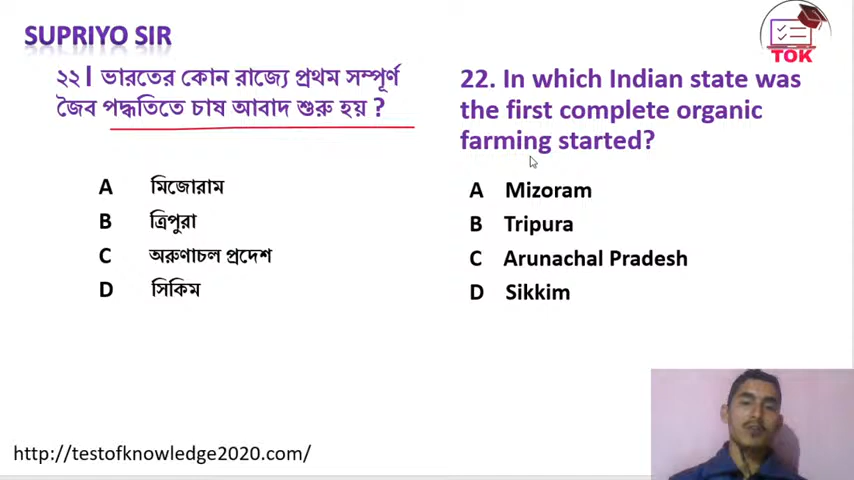 SUPRIYO SIR
TOK
২২। ভারতের কোন রাজ্যে প্রথম সম্পূর্ণ
জৈব পদ্ধতিতে চাষ আবাদ শুরু হয় ?
A মিজোরাম
B ত্রিপুরা
C অরুণাচল প্রদেশ
D সিকিম
22. In which Indian state was
the first complete organic
farming started?
A Mizoram
B Tripura
C Arunachal Pradesh
D Sikkim
http://testofknowledge2020.com/